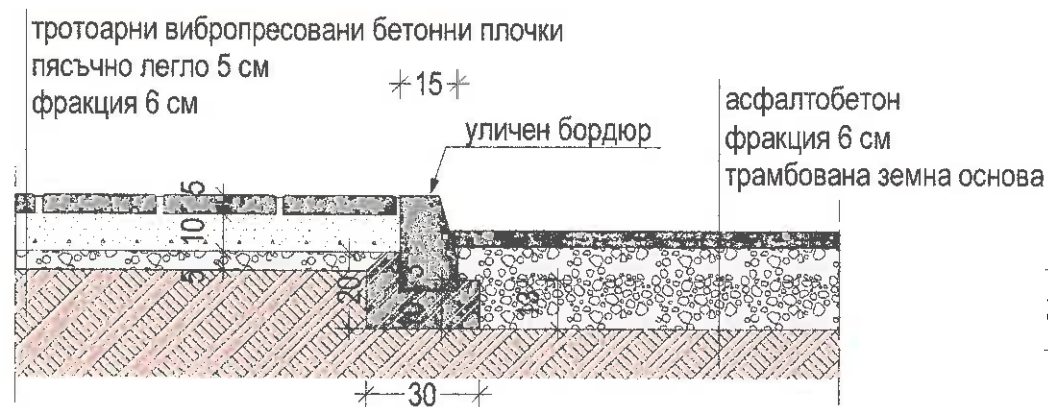 тротоарни вибропресовани бетонни плочки
пясъчно легло 5 см
фракция 6 см
15
уличен бордюр
асфалтобетон
фракция 6 см
трамбована земна основа
5
10
5
20
30